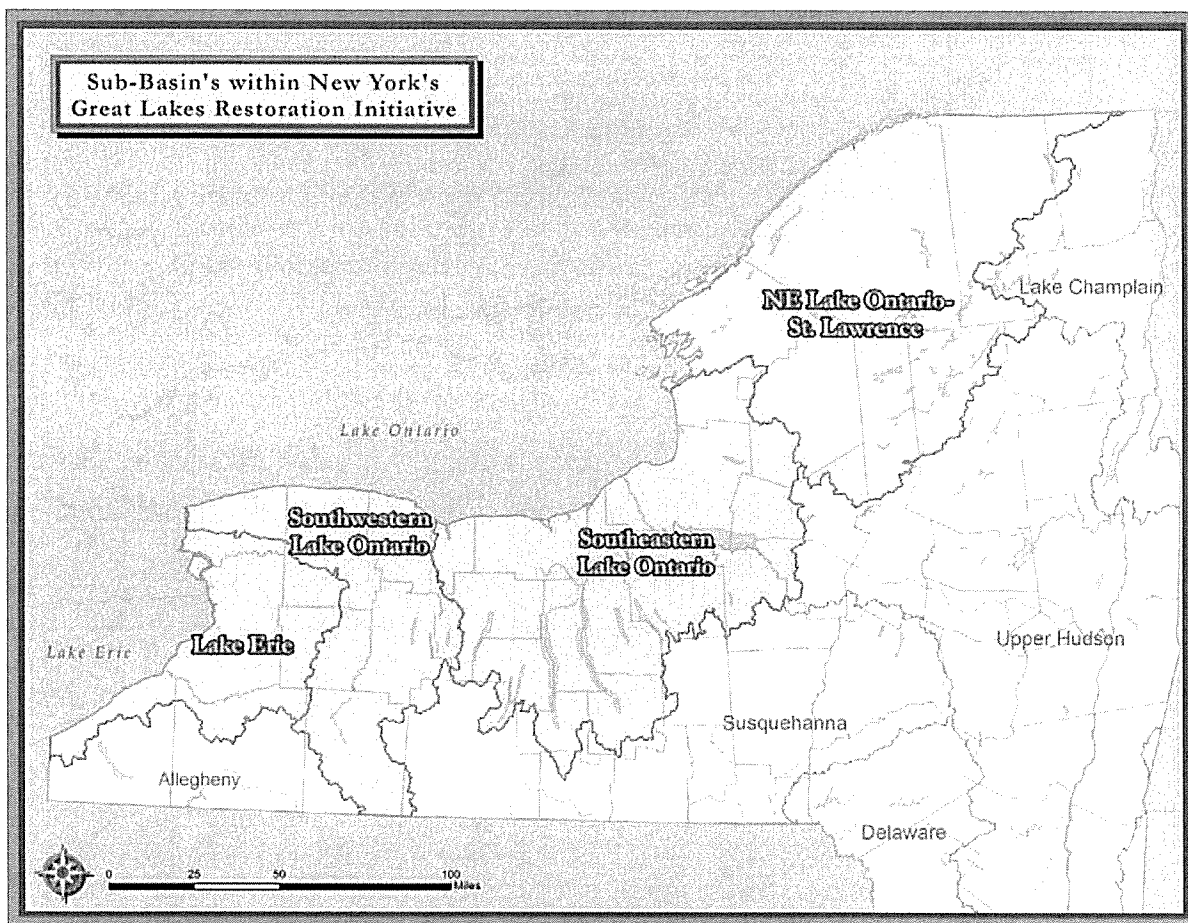 Sub-Basin's within New York's
Great Lakes Restoration Initiative
Lake Champlain
NE Lake Ontario-
St. Lawrence
Lake Ontario
Southwestern
Lake Ontario
Southeastern
Lake Ontario
Lake Erie
Lake Erie
Upper Hudson
Susquehanna
Allegheny
Delaware
0 25 50 100
Miles